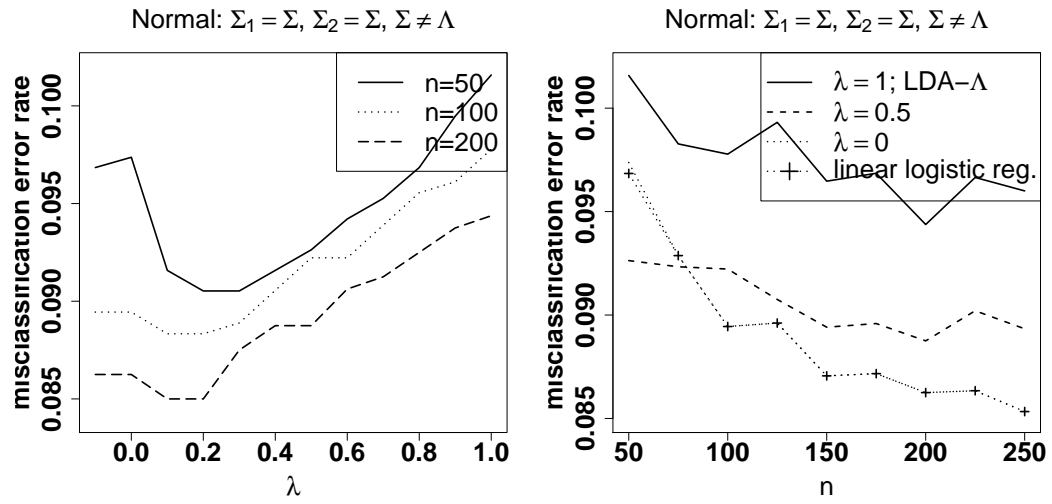 Normal: Σ₁ = Σ, Σ₂ = Σ, Σ ≠ Λ
misclassification error rate
0.100
0.095
0.090
0.085
n=50
n=100
n=200
0.0 0.2 0.4 0.6 0.8 1.0
λ
Normal: Σ₁ = Σ, Σ₂ = Σ, Σ ≠ Λ
misclassification error rate
0.100
0.095
0.090
0.085
λ = 1; LDA−Λ
λ = 0.5
λ = 0
linear logistic reg.
50 100 150 200 250
n